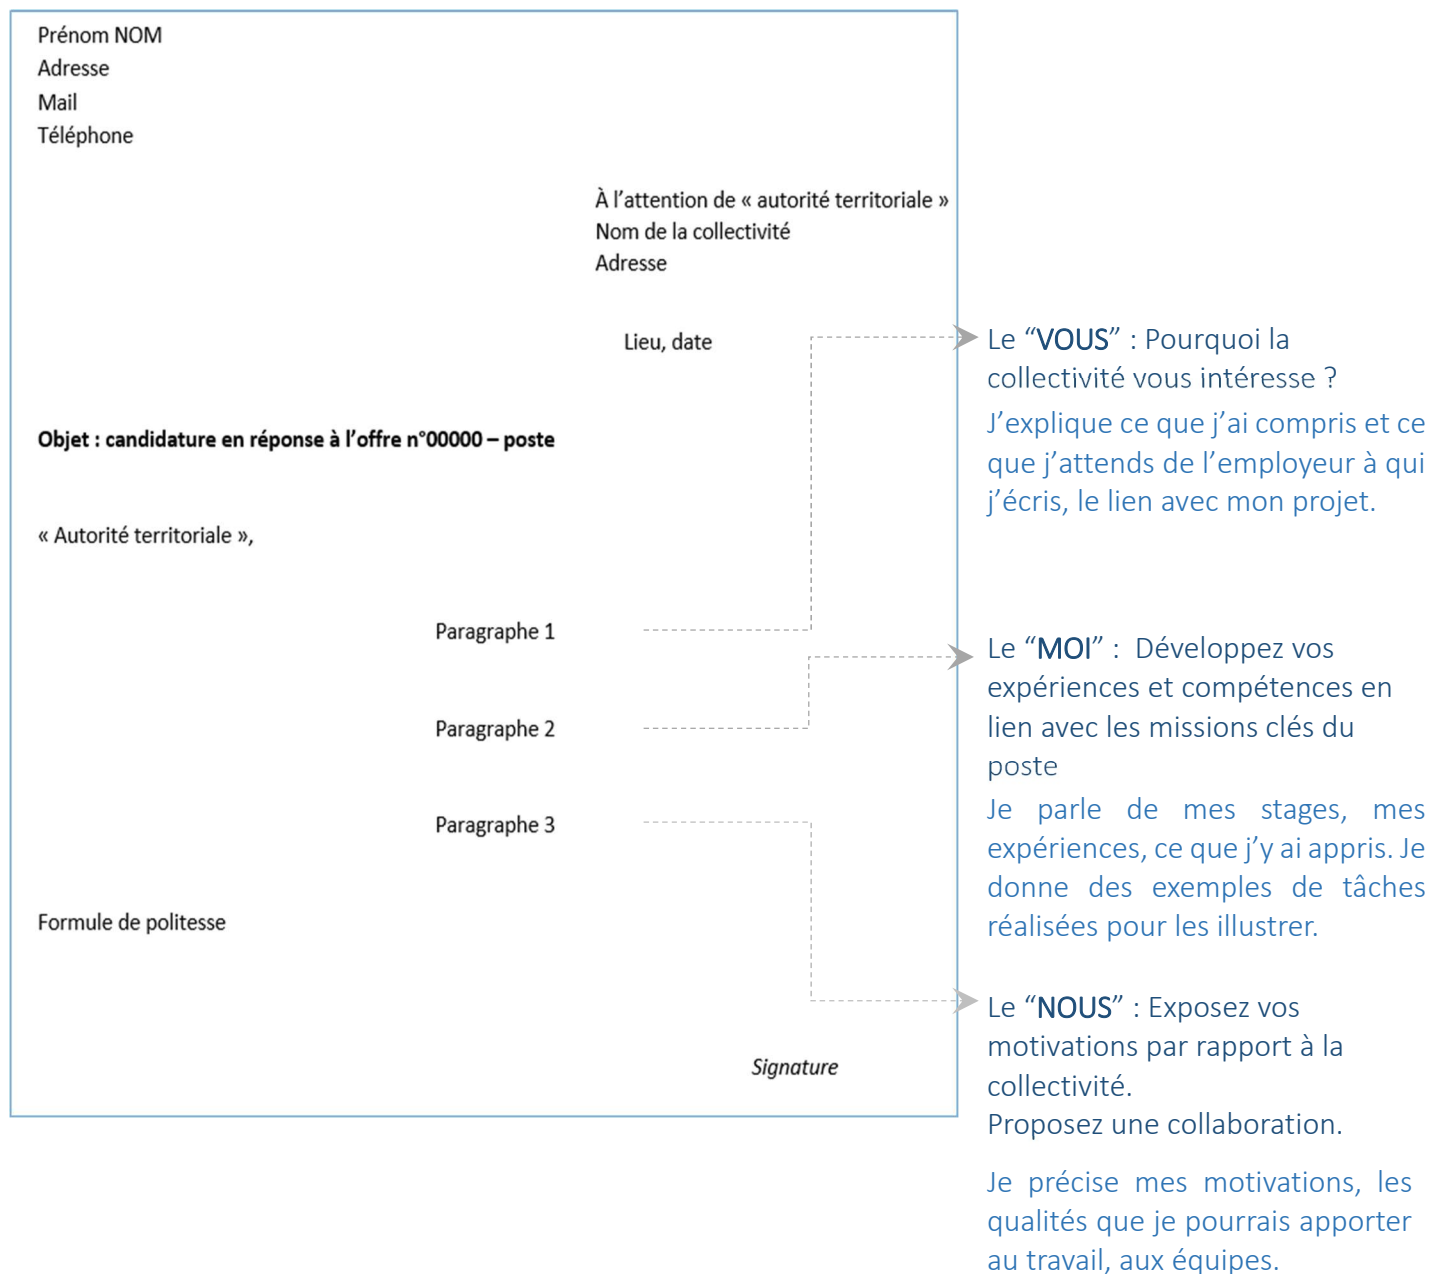 Prénom NOM
Adresse
Mail
Téléphone
À l’attention de « autorité territoriale »
Nom de la collectivité
Adresse
Lieu, date
Objet : candidature en réponse à l’offre n°00000 – poste
« Autorité territoriale »,
Paragraphe 1
Paragraphe 2
Paragraphe 3
Formule de politesse
Signature
Le “VOUS” : Pourquoi la
collectivité vous intéresse ?
J’explique ce que j’ai compris et ce
que j’attends de l’employeur à qui
j’écris, le lien avec mon projet.
Le “MOI” : Développez vos
expériences et compétences en
lien avec les missions clés du
poste
Je parle de mes stages, mes
expériences, ce que j’y ai appris. Je
donne des exemples de tâches
réalisées pour les illustrer.
Le “NOUS” : Exposez vos
motivations par rapport à la
collectivité.
Proposez une collaboration.
Je précise mes motivations, les
qualités que je pourrais apporter
au travail, aux équipes.